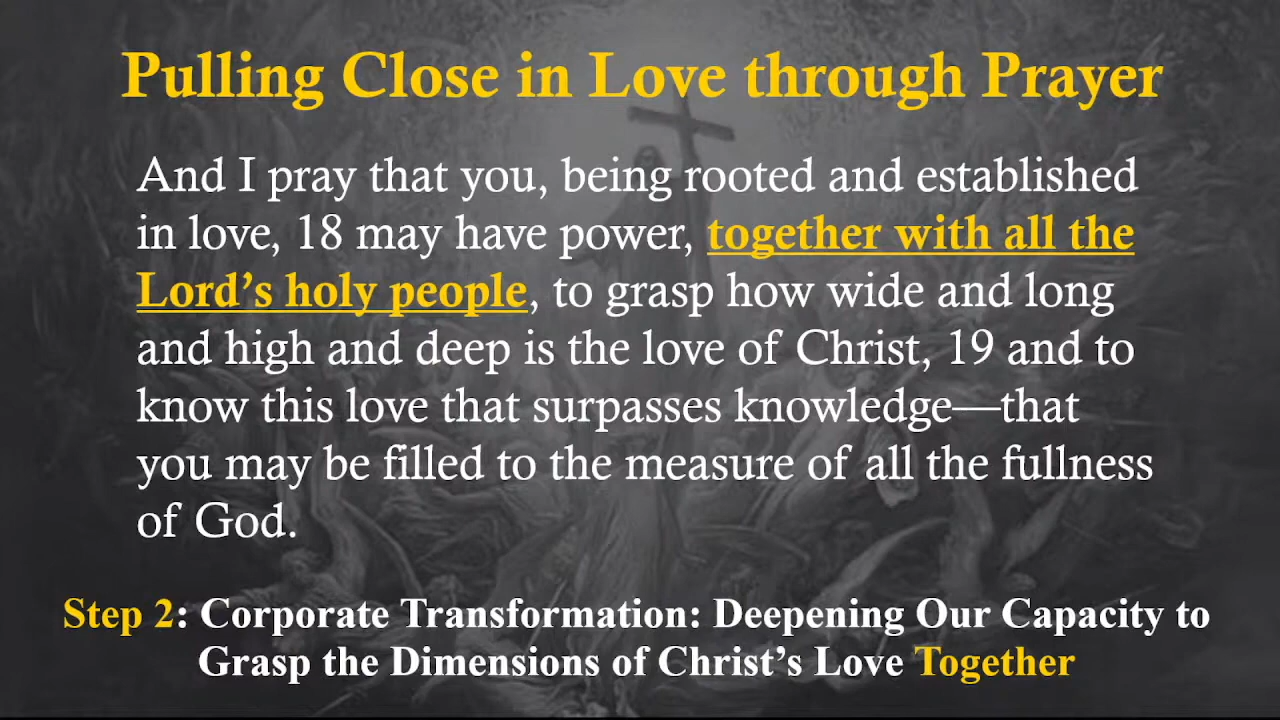 Pulling Close in Love through Prayer
And I pray that you, being rooted and established
in love, 18 may have power, together with all the
Lord’s holy people, to grasp how wide and long
and high and deep is the love of Christ, 19 and to
know this love that surpasses knowledge—that
you may be filled to the measure of all the fullness
of God.
Step 2: Corporate Transformation: Deepening Our Capacity to
Grasp the Dimensions of Christ’s Love Together